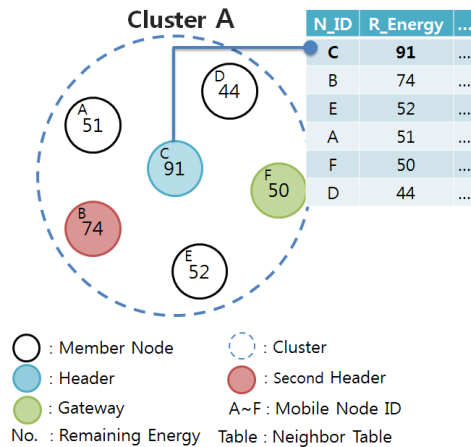 Cluster A
N_ID R_Energy ...
C 91 ...
B 74 ...
E 52 ...
A 51 ...
F 50 ...
D 44 ...
D
44
A
51
C
91
F
50
B
74
E
52
: Member Node
: Cluster
: Header
: Second Header
: Gateway
A~F : Mobile Node ID
No. : Remaining Energy
Table : Neighbor Table